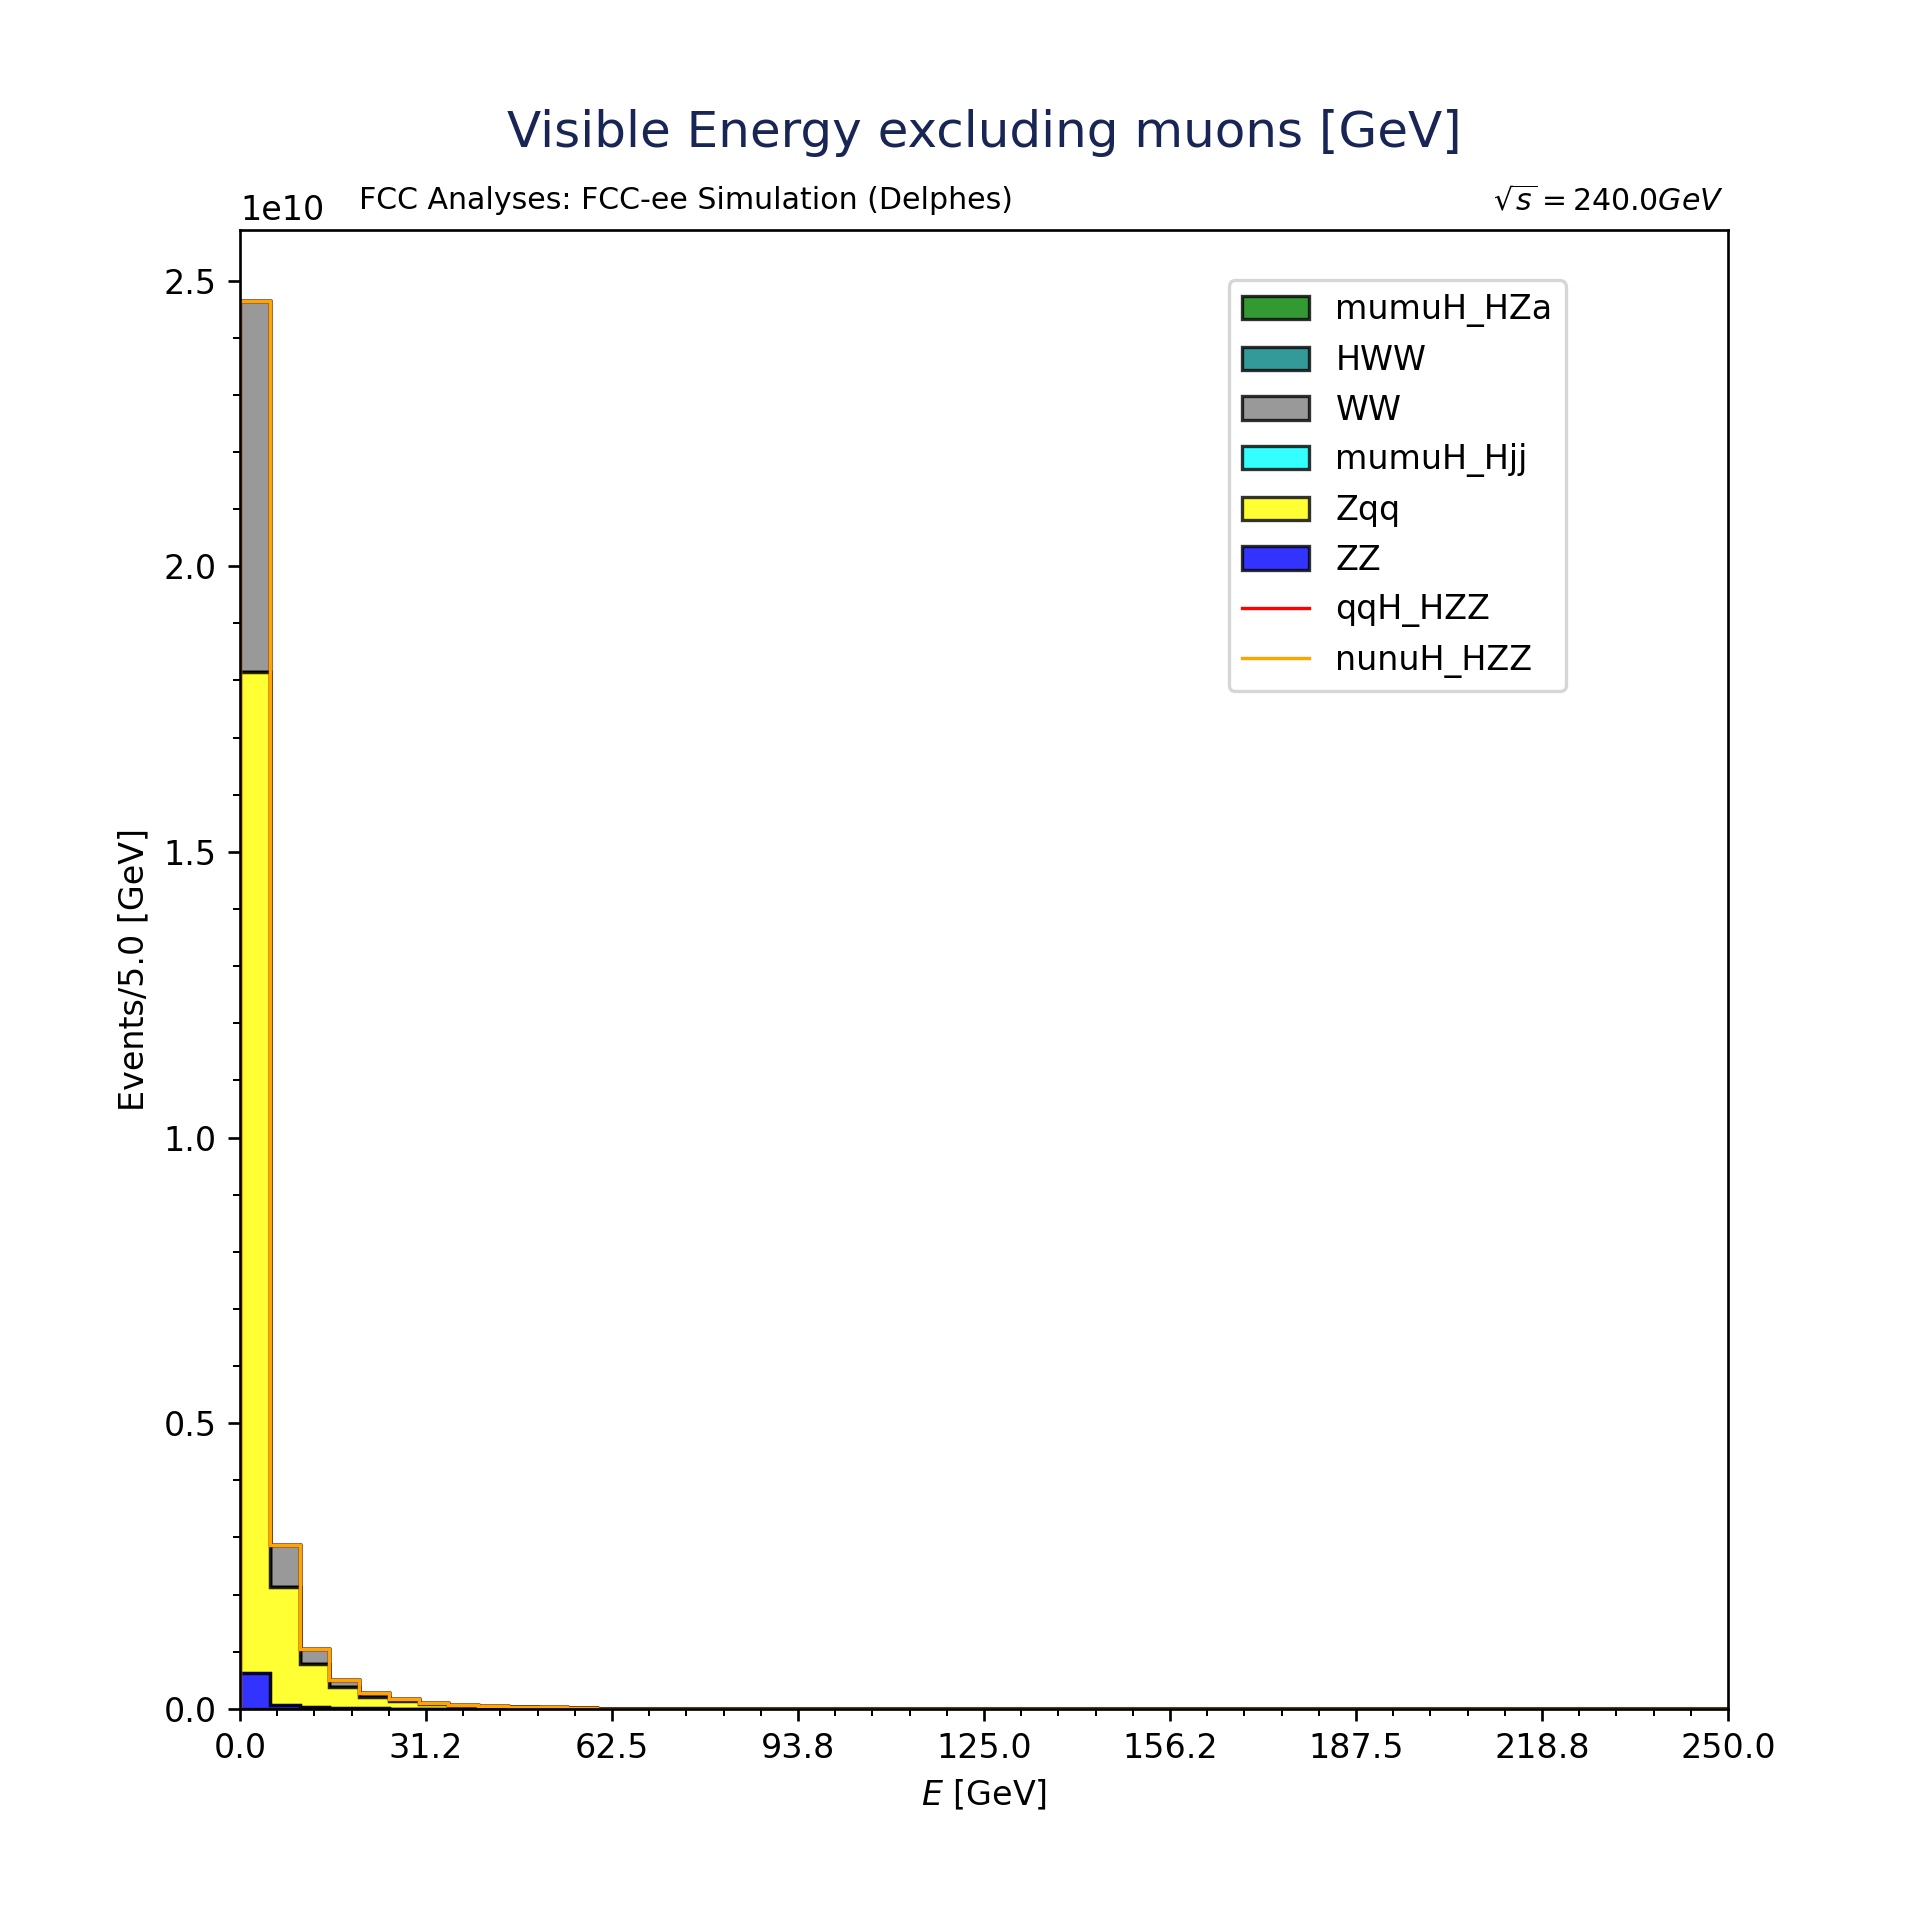 Visible Energy excluding muons [GeV]
1e10 FCC Analyses: FCC-ee Simulation (Delphes) √s = 240.0GeV
mumuH_HZa
HWW
WW
mumuH_Hjj
Zqq
ZZ
qqH_HZZ
nunuH_HZZ
2.5
2.0
1.5
1.0
0.5
0.0
Events/5.0 [GeV]
0.0 31.2 62.5 93.8 125.0 156.2 187.5 218.8 250.0
E [GeV]